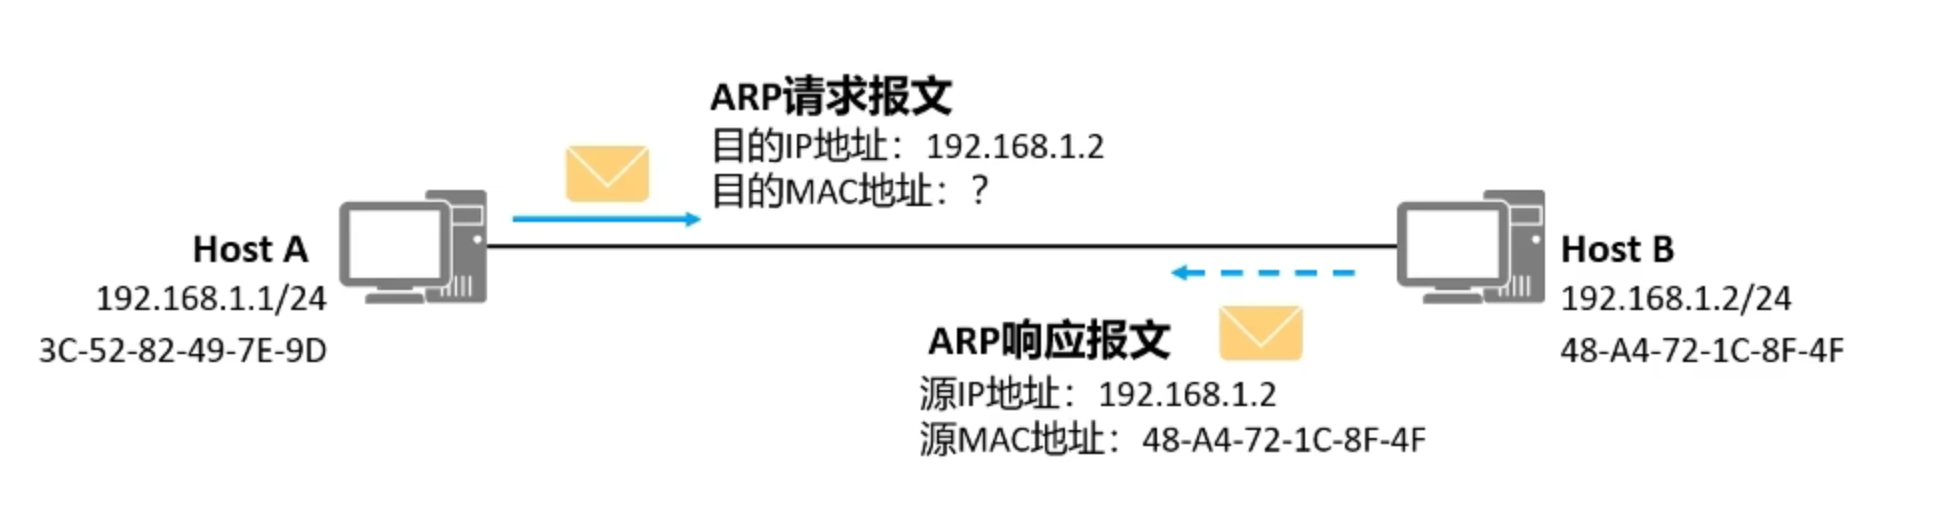 ARP请求报文
目的IP地址：192.168.1.2
目的MAC地址：?
Host A
192.168.1.1/24
3C-52-82-49-7E-9D
Host B
192.168.1.2/24
48-A4-72-1C-8F-4F
ARP响应报文
源IP地址：192.168.1.2
源MAC地址：48-A4-72-1C-8F-4F